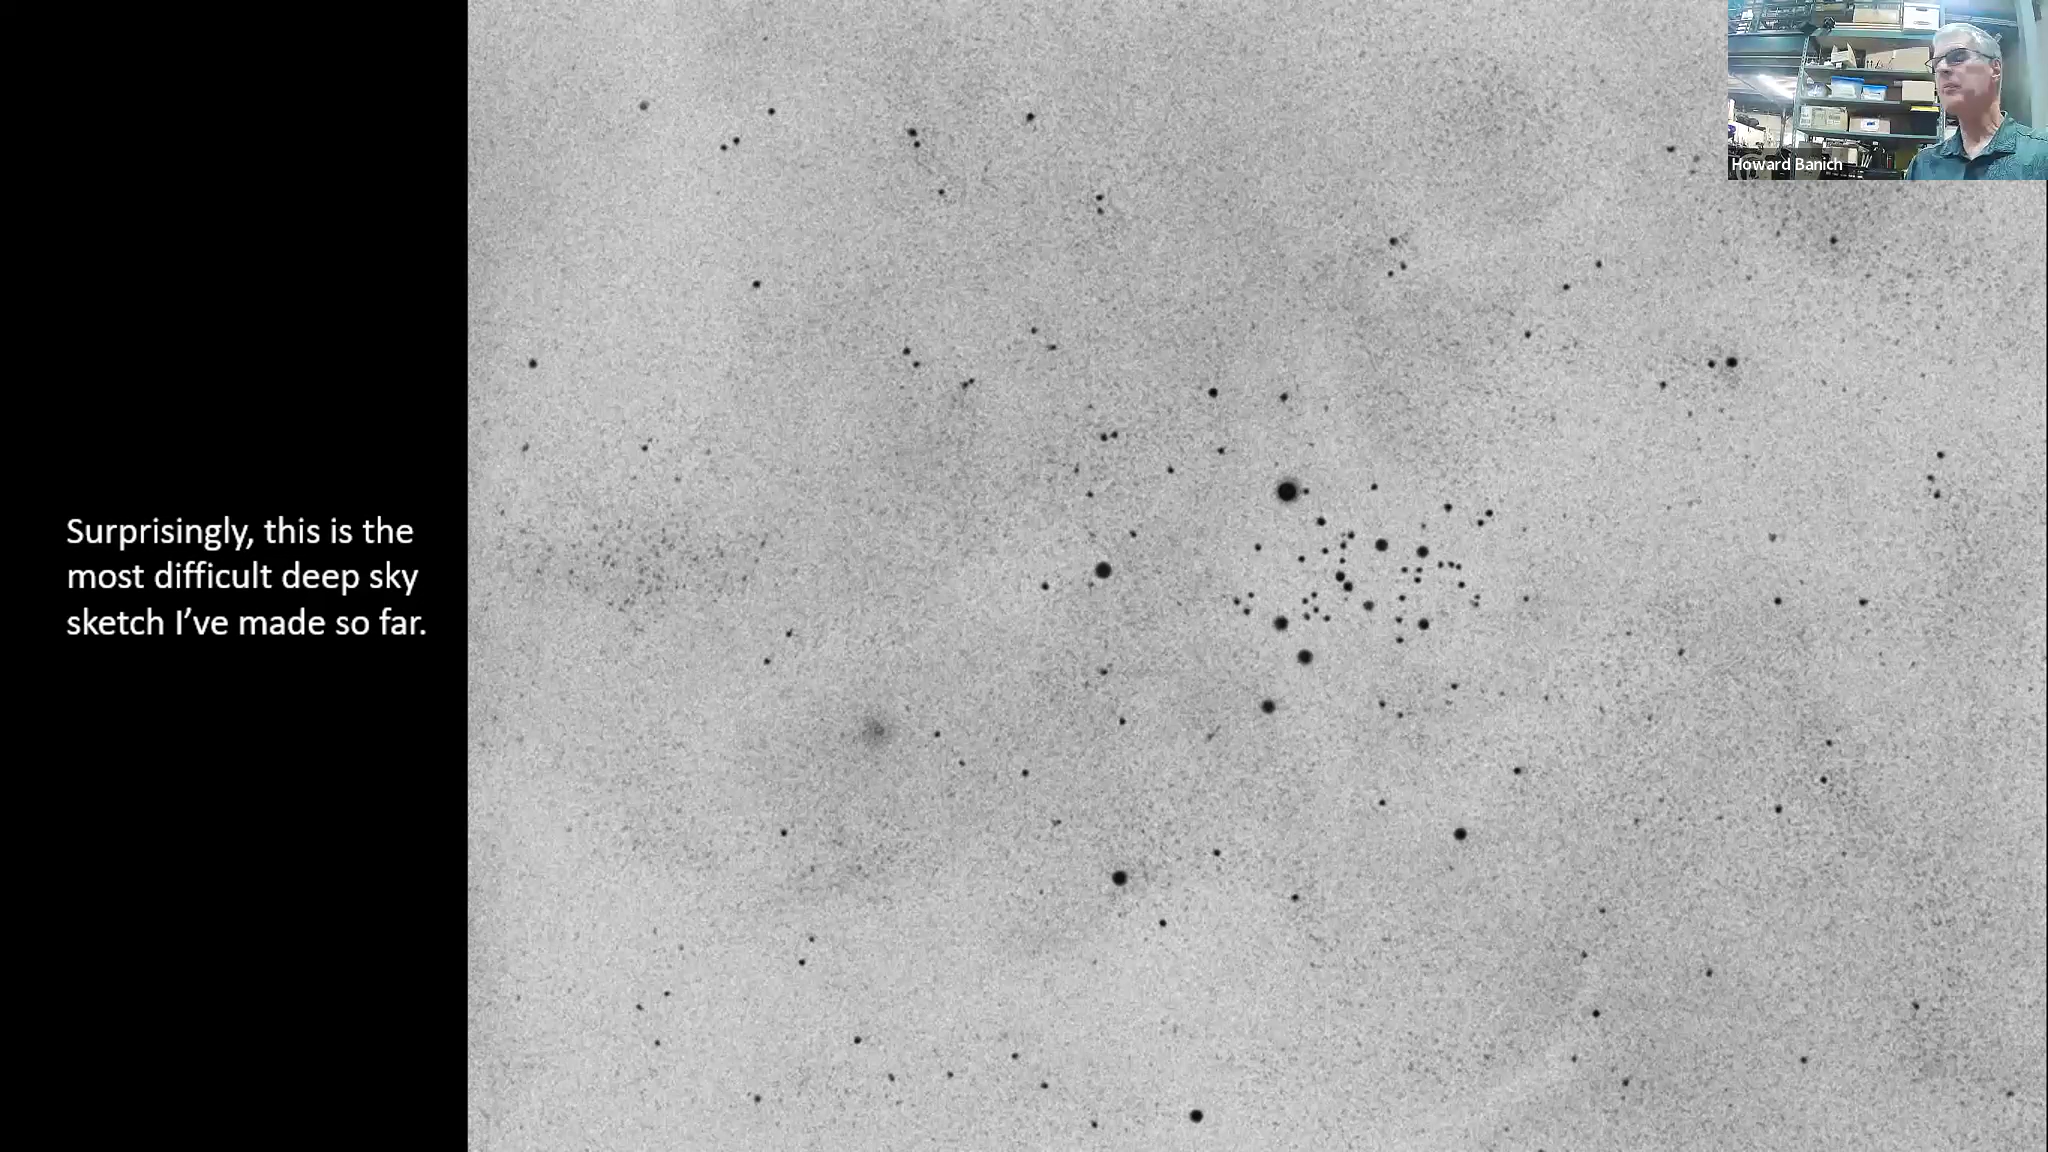 Howard Banich
Surprisingly, this is the
most difficult deep sky
sketch I’ve made so far.